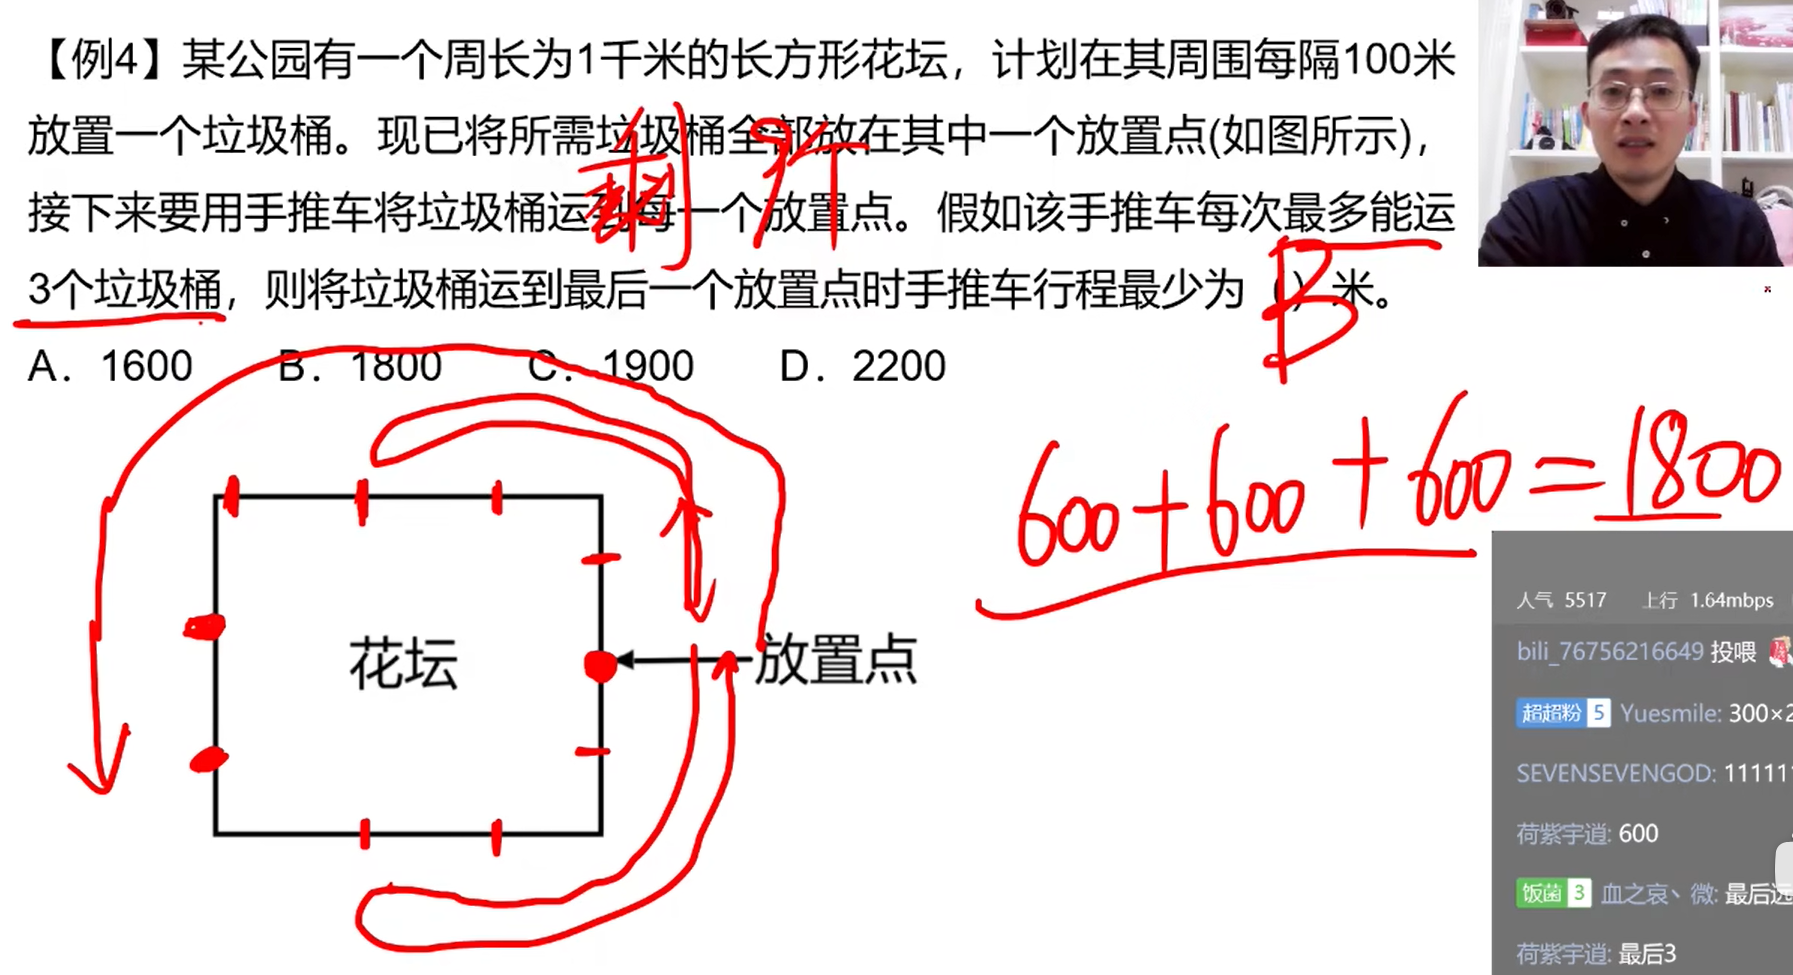 【例4】某公园有一个周长为1千米的长方形花坛，计划在其周围每隔100米
放置一个垃圾桶。现已将所需垃圾桶全部放在其中一个放置点(如图所示)，
接下来要用手推车将垃圾桶运到每一个放置点。假如该手推车每次最多能运
3个垃圾桶，则将垃圾桶运到最后一个放置点时手推车行程最少为（）米。
A．1600 B．1800 C．1900 D．2200
剩 9个
B
600+600+600=1800
花坛
放置点
人气 5517 上行 1.64mbps
bili_76756216649 投喂
超超粉 5 Yuesmile: 300×2
SEVENSEVENGOD: 11111
荷紫宇逍: 600
饭菌 3 血之哀丶微: 最后远
荷紫宇逍: 最后3